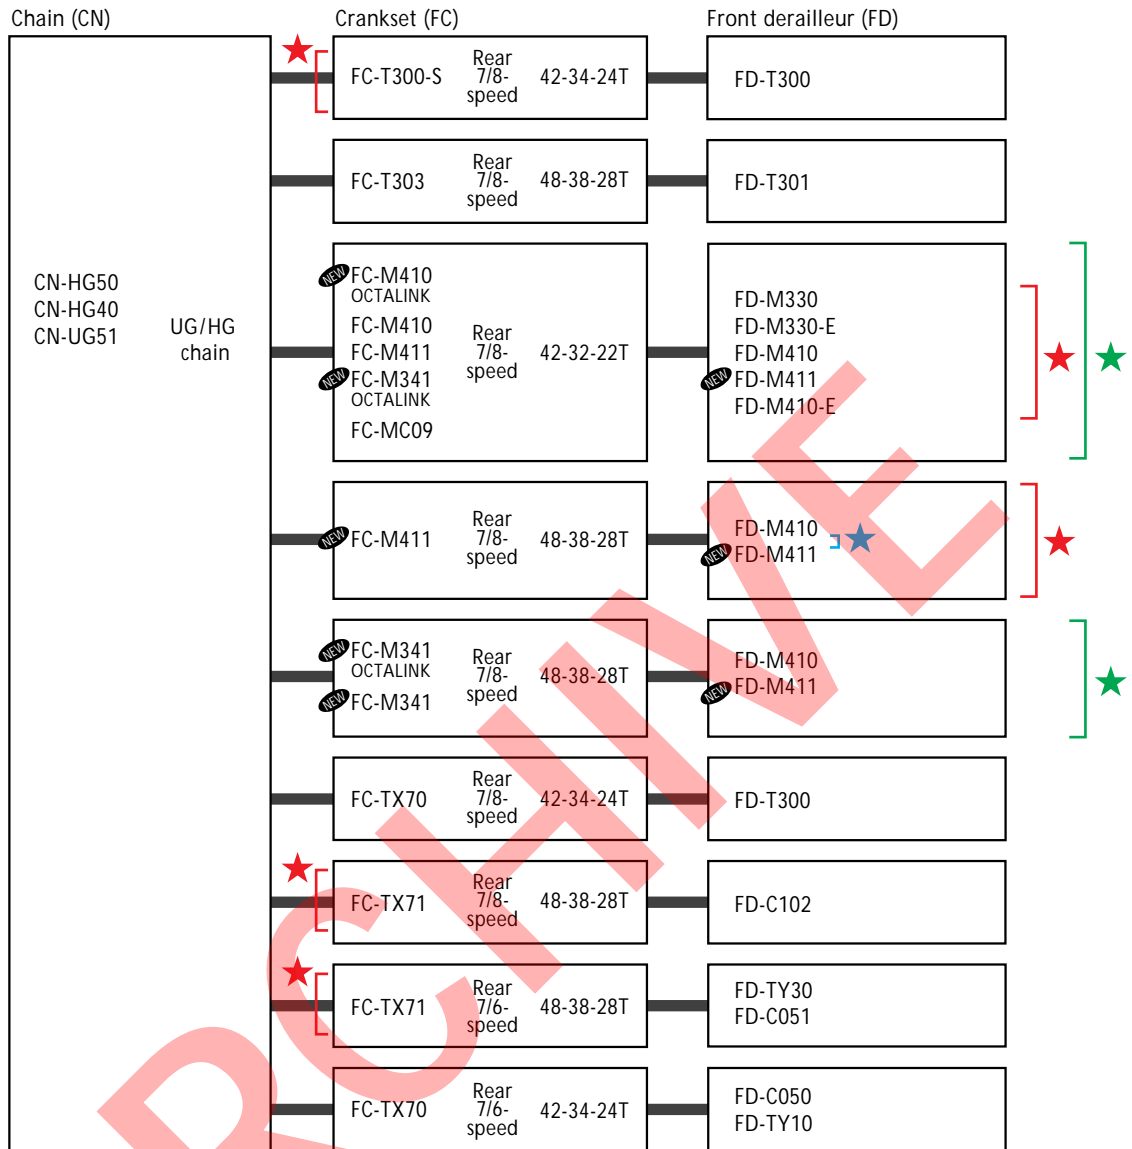 Chain (CN)
Crankset (FC)
Front derailleur (FD)
CN-HG50
CN-HG40
CN-UG51
UG/HG
chain
FC-T300-S
Rear
7/8-
speed
42-34-24T
FD-T300
FC-T303
Rear
7/8-
speed
48-38-28T
FD-T301
NEW
FC-M410
OCTALINK
FC-M410
FC-M411
NEW
FC-M341
OCTALINK
FC-MC09
Rear
7/8-
speed
42-32-22T
FD-M330
FD-M330-E
FD-M410
NEW
FD-M411
FD-M410-E
NEW
FC-M411
Rear
7/8-
speed
48-38-28T
FD-M410
NEW
FD-M411
NEW
FC-M341
OCTALINK
NEW
FC-M341
Rear
7/8-
speed
48-38-28T
FD-M410
NEW
FD-M411
FC-TX70
Rear
7/8-
speed
42-34-24T
FD-T300
FC-TX71
Rear
7/8-
speed
48-38-28T
FD-C102
FC-TX71
Rear
7/6-
speed
48-38-28T
FD-TY30
FD-C051
FC-TX70
Rear
7/6-
speed
42-34-24T
FD-C050
FD-TY10
RCHIVE